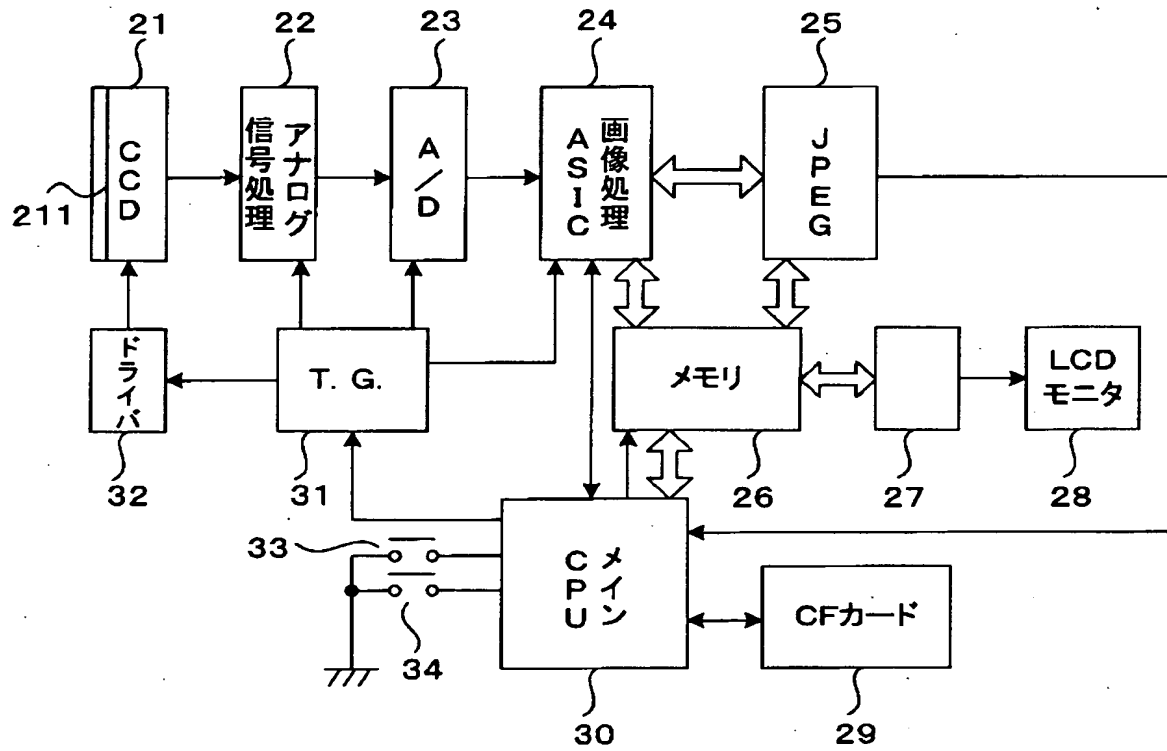 21
22
23
24
25
CCD
211
アナログ
信号処理
A/D
画像処理
ASIC
JPEG
ドライバ
32
T. G.
31
メモリ
26
27
LCD
モニタ
28
33
34
メイン
CPU
30
CFカード
29